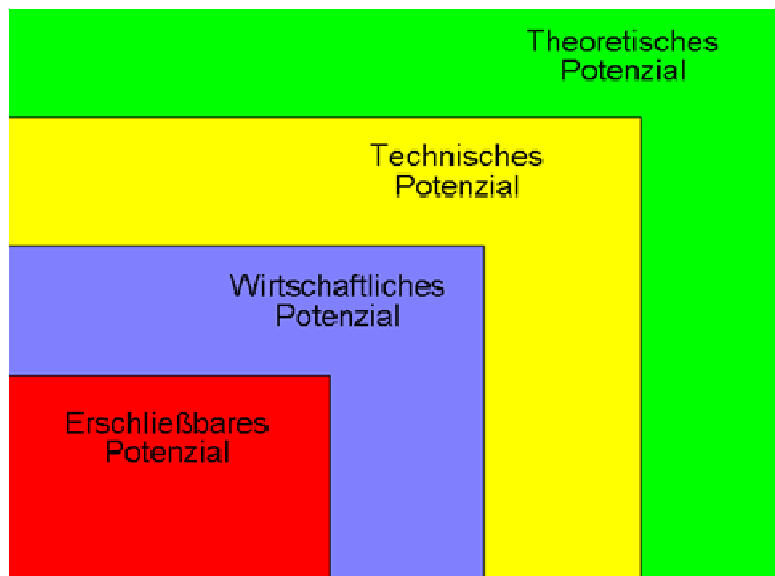 Theoretisches
Potenzial
Technisches
Potenzial
Wirtschaftliches
Potenzial
Erschließbares
Potenzial